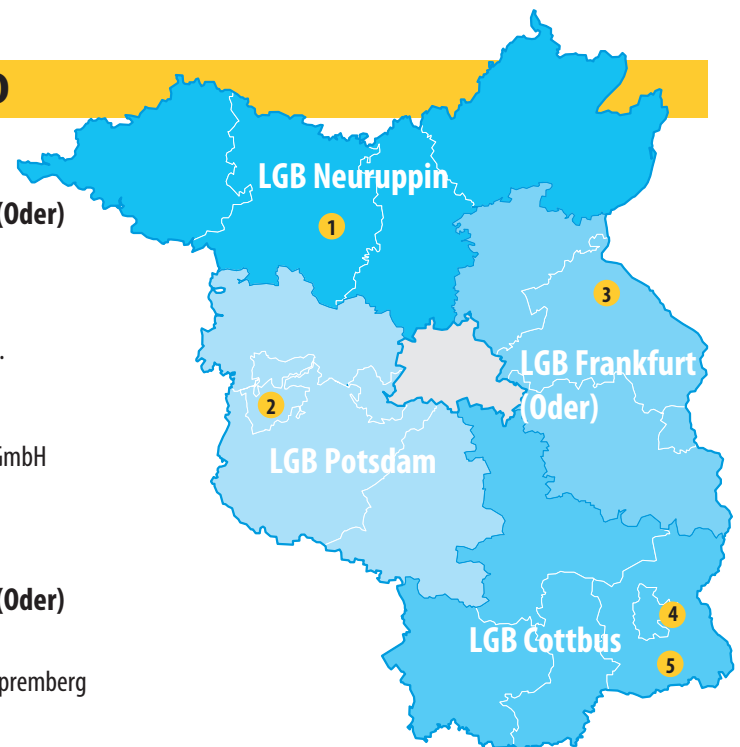 (Oder)
.
GmbH
(Oder)
premberg
LGB Neuruppin
1
3
LGB Frankfurt
(Oder)
2
LGB Potsdam
4
LGB Cottbus
5